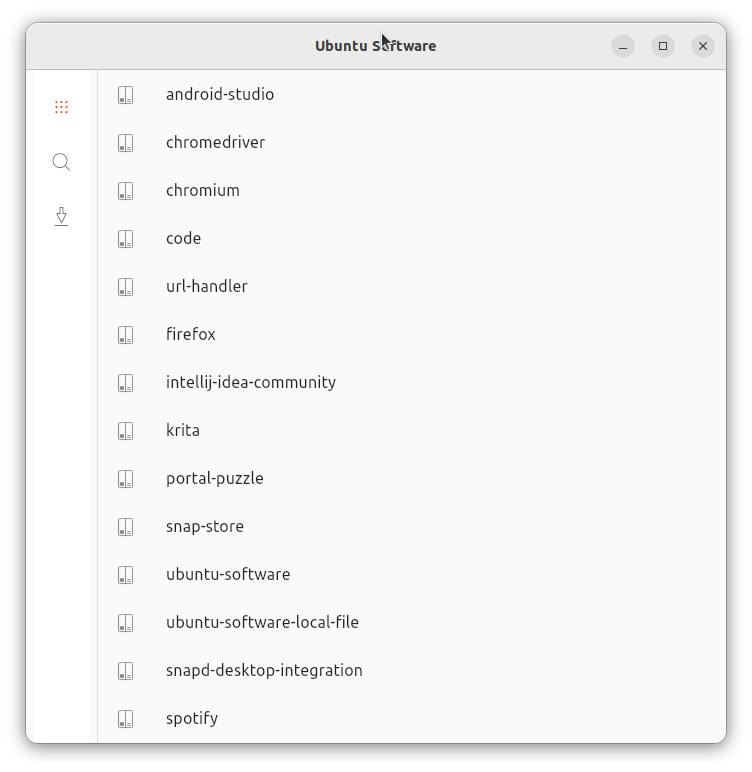 Ubuntu Software
android-studio
chromedriver
chromium
code
url-handler
firefox
intellij-idea-community
krita
portal-puzzle
snap-store
ubuntu-software
ubuntu-software-local-file
snapd-desktop-integration
spotify